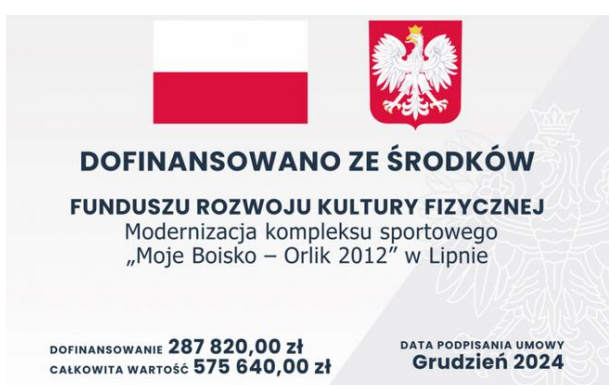 DOFINANSOWANO ZE ŚRODKÓW
FUNDUSZU ROZWOJU KULTURY FIZYCZNEJ
Modernizacja kompleksu sportowego
„Moje Boisko – Orlik 2012” w Lipnie
DOFINANSOWANIE 287 820,00 zł
CAŁKOWITA WARTOŚĆ 575 640,00 zł
DATA PODPISANIA UMOWY
Grudzień 2024